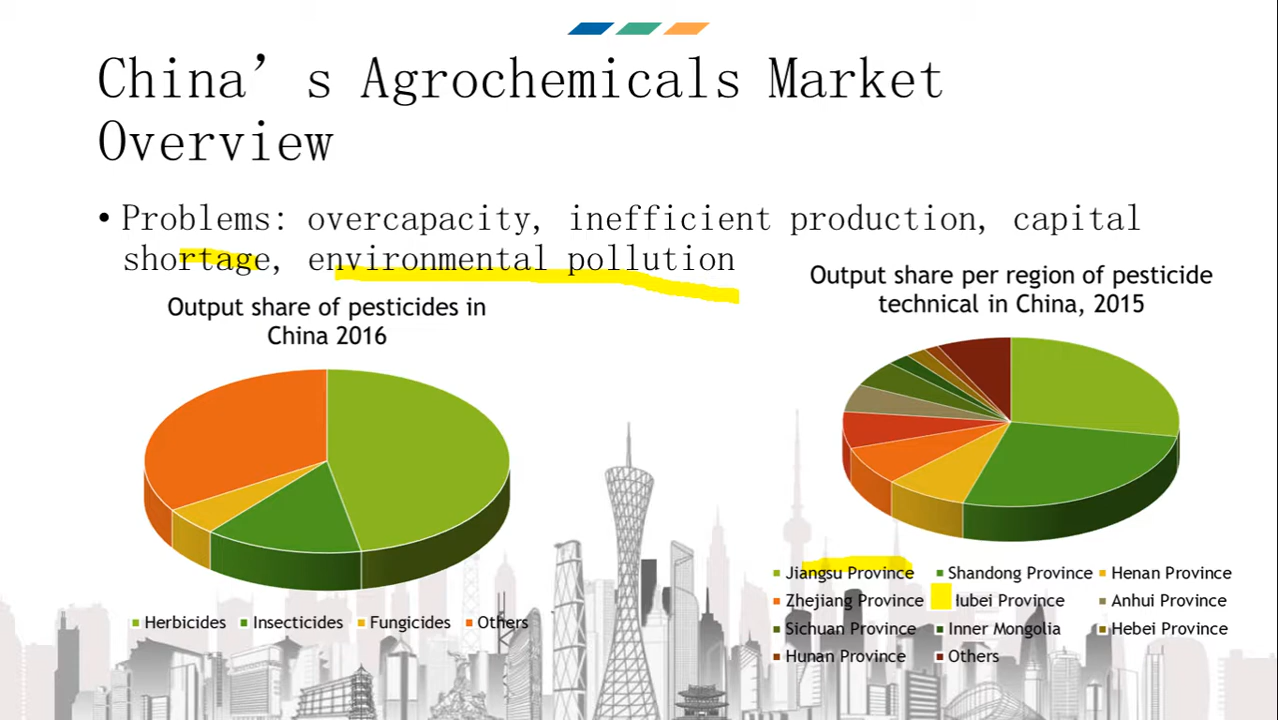 China’s Agrochemicals Market
Overview
• Problems: overcapacity, inefficient production, capital
shortage, environmental pollution
Output share of pesticides in
China 2016
Herbicides Insecticides Fungicides Others
Output share per region of pesticide
technical in China, 2015
Jiangsu Province Shandong Province Henan Province
Zhejiang Province Hubei Province Anhui Province
Sichuan Province Inner Mongolia Hebei Province
Hunan Province Others